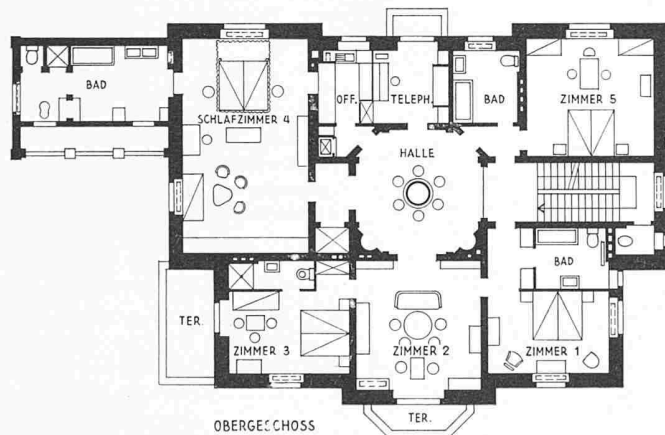 BAD
SCHLAFZIMMER 4
OFF.
TELEPH.
BAD
ZIMMER 5
HALLE
BAD
TER.
ZIMMER 3
ZIMMER 2
ZIMMER 1
TER.
OBERGESCHOSS